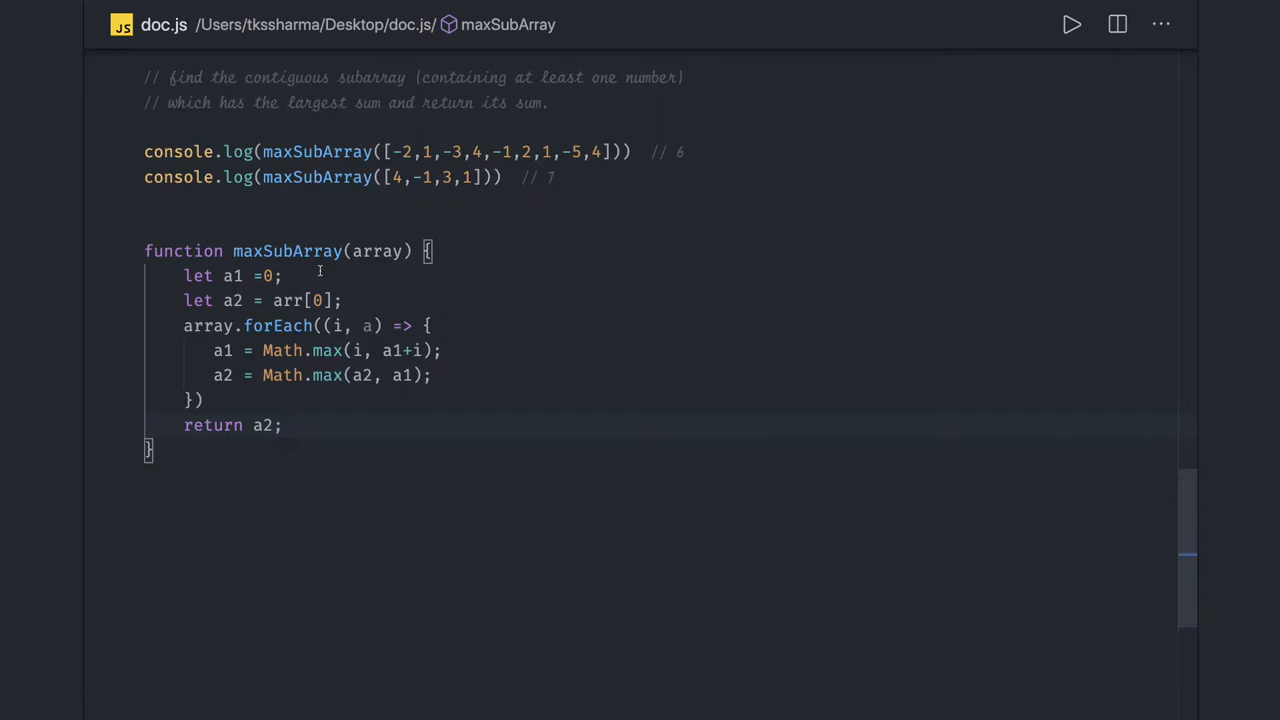 JS doc.js /Users/tkssharma/Desktop/doc.js/ maxSubArray ...
// find the contiguous subarray (containing at least one number)
// which has the largest sum and return its sum.
console.log(maxSubArray([-2,1,-3,4,-1,2,1,-5,4])) // 6
console.log(maxSubArray([4,-1,3,1])) // 7
function maxSubArray(array) {
let a1 =0;
let a2 = arr[0];
array.forEach((i, a) => {
a1 = Math.max(i, a1+i);
a2 = Math.max(a2, a1);
})
return a2;
}